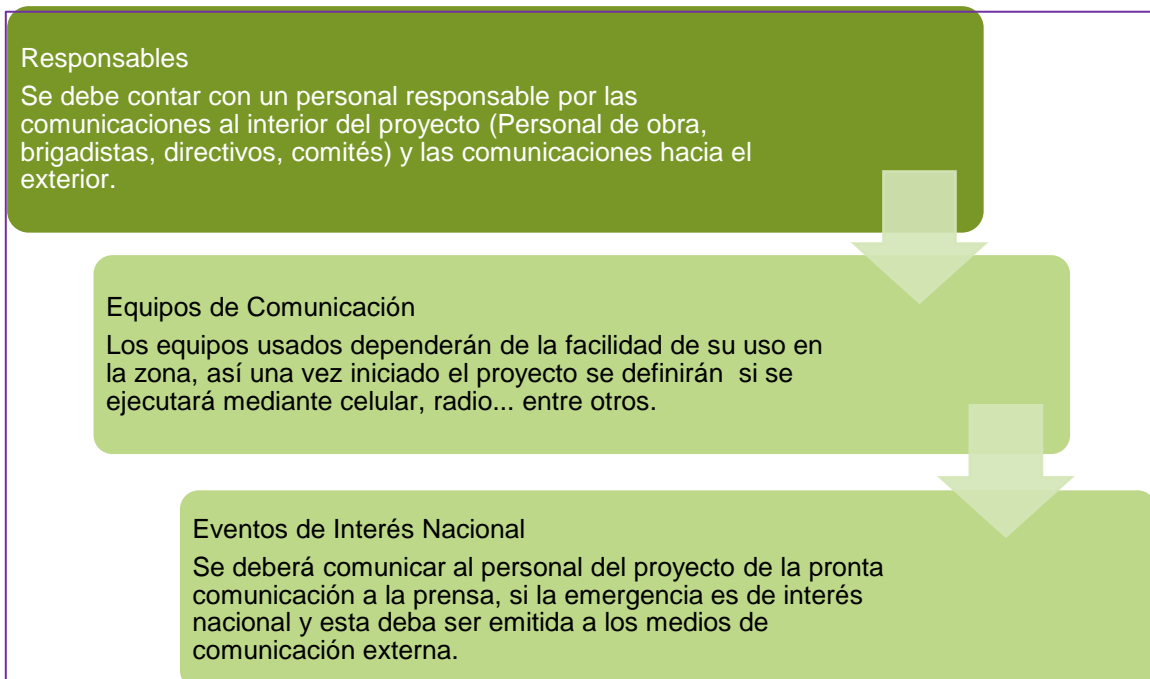 Responsables
Se debe contar con un personal responsable por las
comunicaciones al interior del proyecto (Personal de obra,
brigadistas, directivos, comités) y las comunicaciones hacia el
exterior.
Equipos de Comunicación
Los equipos usados dependerán de la facilidad de su uso en
la zona, así una vez iniciado el proyecto se definirán  si se
ejecutará mediante celular, radio... entre otros.
Eventos de Interés Nacional
Se deberá comunicar al personal del proyecto de la pronta
comunicación a la prensa, si la emergencia es de interés
nacional y esta deba ser emitida a los medios de
comunicación externa.